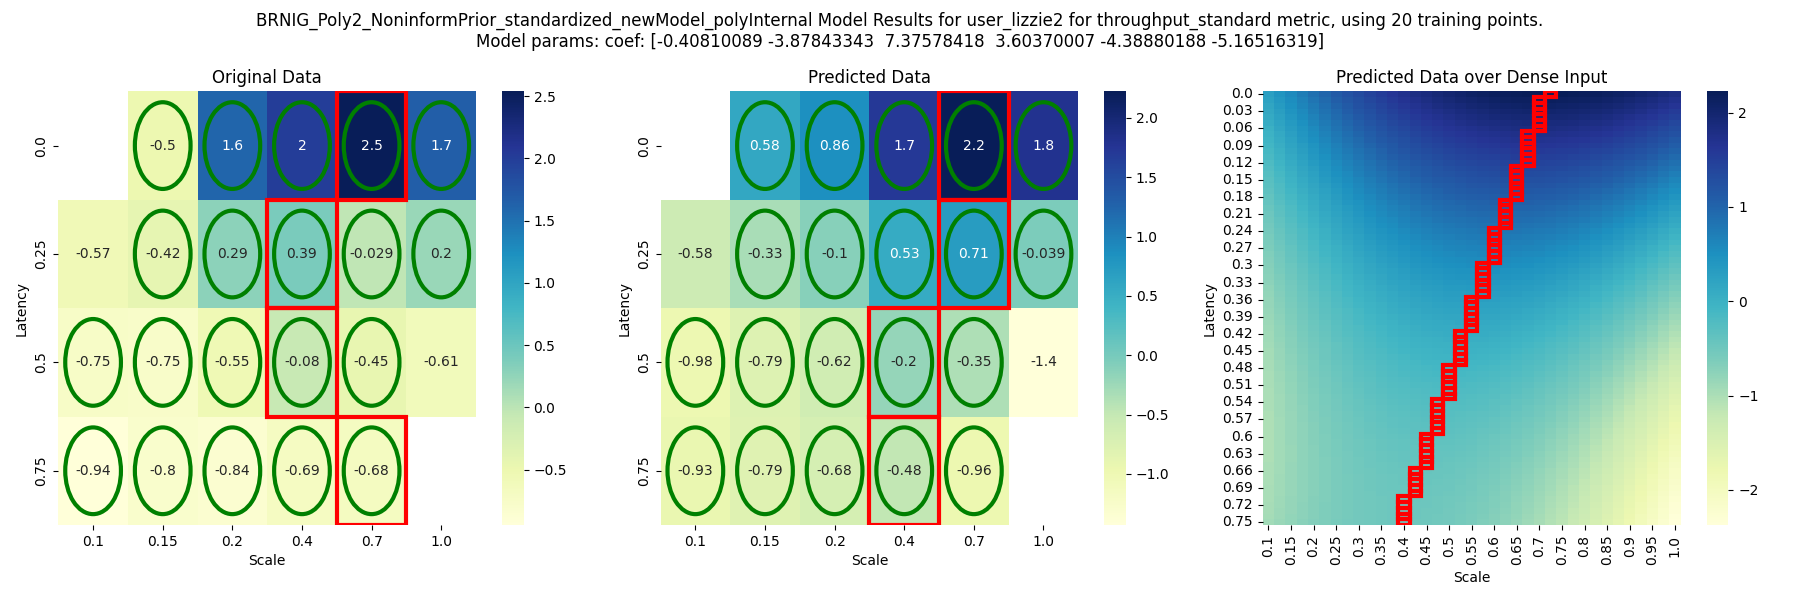 BRNIG_Poly2_NoninformPrior_standardized_newModel_polyInternal Model Results for user_lizzie2 for throughput_standard metric, using 20 training points.
Model params: coef: [-0.40810089 -3.87843343  7.37578418  3.60370007 -4.38880188 -5.16516319]
Original Data
0.0 -0.5 1.6 2 2.5 1.7
0.25 -0.57 -0.42 0.29 0.39 -0.029 0.2
0.5 -0.75 -0.75 -0.55 -0.08 -0.45 -0.61
0.75 -0.94 -0.8 -0.84 -0.69 -0.68
0.1 0.15 0.2 0.4 0.7 1.0
Scale
Latency
2.5
2.0
1.5
1.0
0.5
0.0
−0.5
Predicted Data
0.0 0.58 0.86 1.7 2.2 1.8
0.25 -0.58 -0.33 -0.1 0.53 0.71 -0.039
0.5 -0.98 -0.79 -0.62 -0.2 -0.35 -1.4
0.75 -0.93 -0.79 -0.68 -0.48 -0.96
0.1 0.15 0.2 0.4 0.7 1.0
Scale
Latency
2.0
1.5
1.0
0.5
0.0
−0.5
−1.0
Predicted Data over Dense Input
0.0
0.03
0.06
0.09
0.12
0.15
0.18
0.21
0.24
0.27
0.3
0.33
0.36
0.39
0.42
0.45
0.48
0.51
0.54
0.57
0.6
0.63
0.66
0.69
0.72
0.75
0.1 0.15 0.2 0.25 0.3 0.35 0.4 0.45 0.5 0.55 0.6 0.65 0.7 0.75 0.8 0.85 0.9 0.95 1.0
Scale
Latency
2
1
0
−1
−2